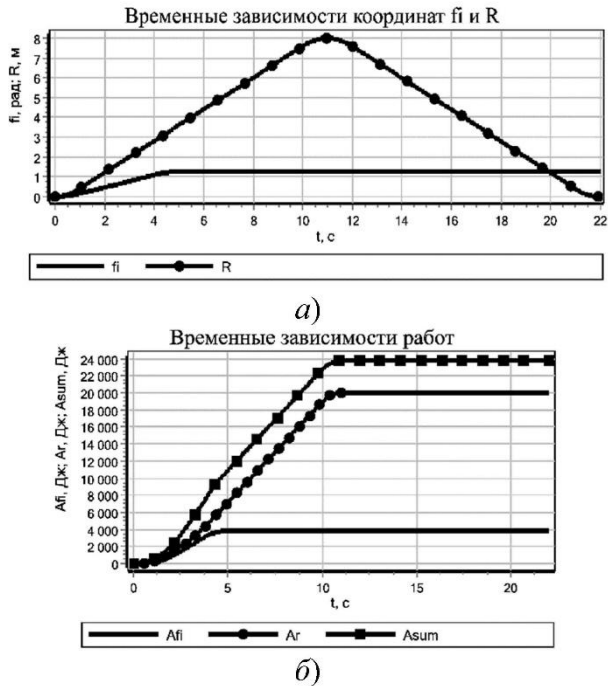 Временные зависимости координат fi и R
fi, рад; R, м
8
7
6
5
4
3
2
1
0
0 2 4 6 8 10 12 14 16 18 20 22
t, с
fi R
а)
Временные зависимости работ
Afi, Дж; Ar, Дж; Asum, Дж
24 000
22 000
20 000
18 000
16 000
14 000
12 000
10 000
8 000
6 000
4 000
2 000
0
0 5 10 15 20
t, с
Afi Ar Asum
б)